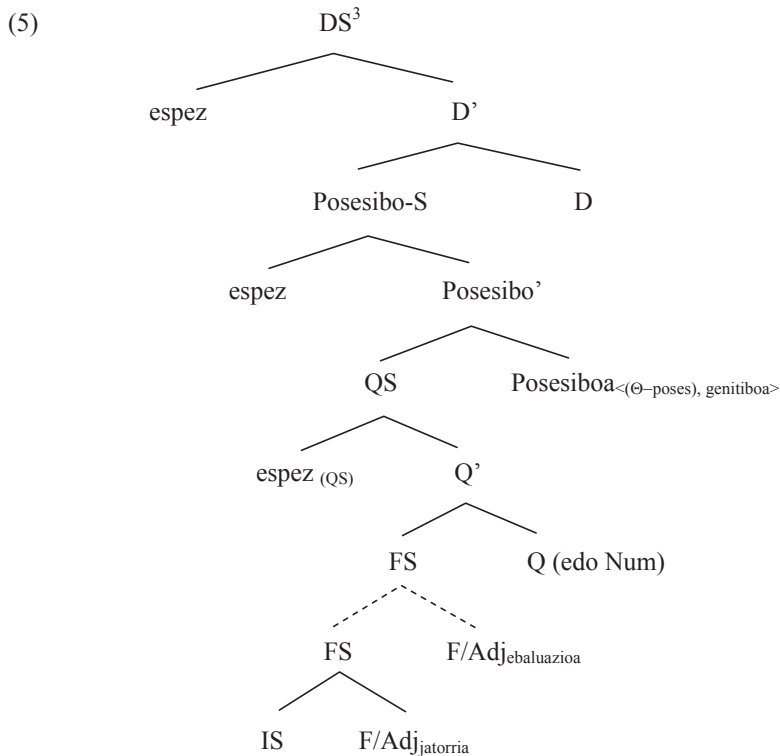 (5) DS³
espez D’
Posesibo-S D
espez Posesibo’
QS Posesiboa<(Θ–poses), genitiboa>
espez (QS) Q’
FS Q (edo Num)
FS F/Adjebaluazioa
IS F/Adjjatorria